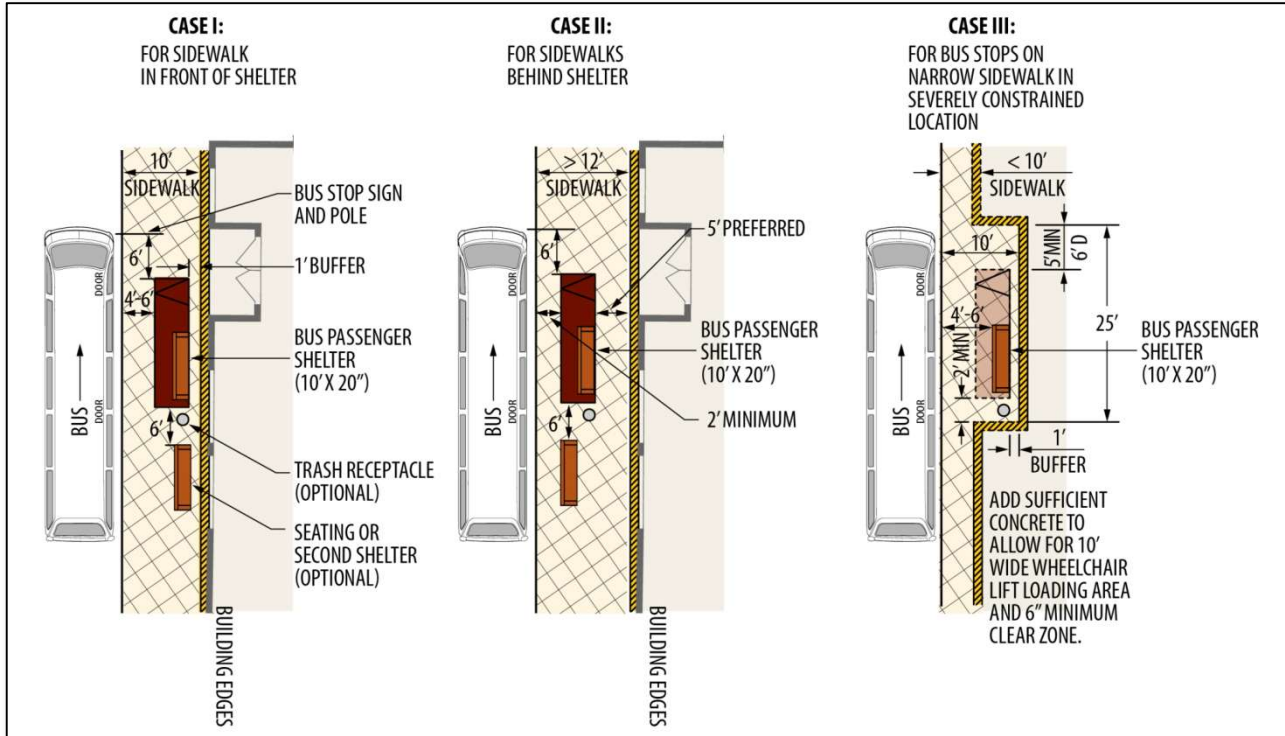 CASE I:
FOR SIDEWALK
IN FRONT OF SHELTER
10’
SIDEWALK
BUS STOP SIGN
AND POLE
6’
1’ BUFFER
4’-6’
DOOR
BUS PASSENGER
SHELTER
(10’ X 20”)
BUS
DOOR
6’
TRASH RECEPTACLE
(OPTIONAL)
SEATING OR
SECOND SHELTER
(OPTIONAL)
BUILDING EDGES
CASE II:
FOR SIDEWALKS
BEHIND SHELTER
> 12’
SIDEWALK
5’ PREFERRED
6’
DOOR
BUS PASSENGER
SHELTER
(10’ X 20”)
2’ MINIMUM
BUS
DOOR
6’
BUILDING EDGES
CASE III:
FOR BUS STOPS ON
NARROW SIDEWALK IN
SEVERELY CONSTRAINED
LOCATION
< 10’
SIDEWALK
10’
5’ MIN
6’ D
DOOR
4’-6’
25’
BUS PASSENGER
SHELTER
(10’ X 20”)
2’ MIN
BUS
DOOR
1’
BUFFER
ADD SUFFICIENT
CONCRETE TO
ALLOW FOR 10’
WIDE WHEELCHAIR
LIFT LOADING AREA
AND 6” MINIMUM
CLEAR ZONE.